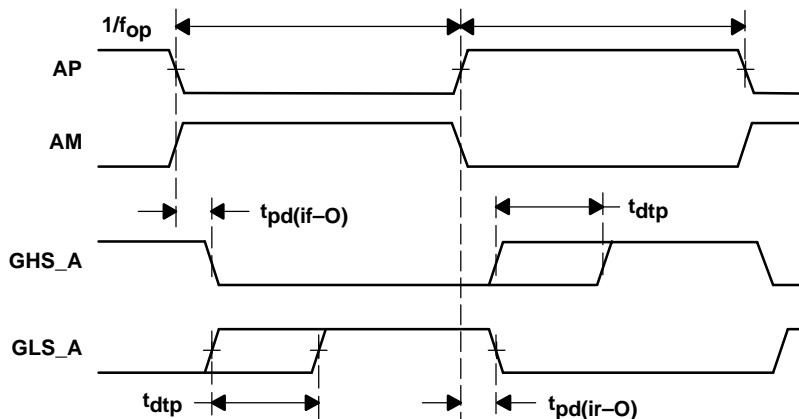 1/fop
AP
AM
tpd(if–O)
tdtp
GHS_A
GLS_A
tdtp
tpd(ir–O)